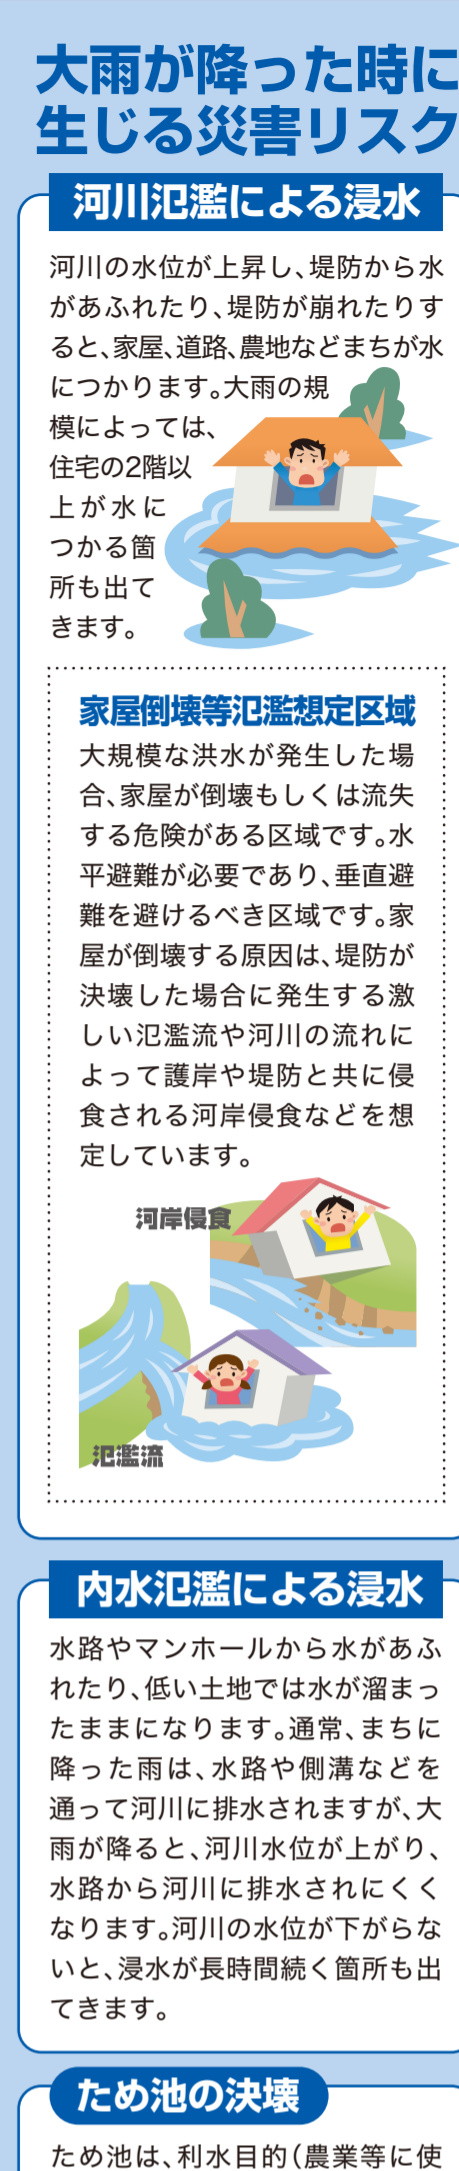 大雨が降った時に
生じる災害リスク
河川氾濫による浸水
河川の水位が上昇し、堤防から水
があふれたり、堤防が崩れたりす
ると、家屋、道路、農地などまちが水
につかります。大雨の規
模によっては、
住宅の2階以
上が水に
つかる箇
所も出て
きます。
家屋倒壊等氾濫想定区域
大規模な洪水が発生した場
合、家屋が倒壊もしくは流失
する危険がある区域です。水
平避難が必要であり、垂直避
難を避けるべき区域です。家
屋が倒壊する原因は、堤防が
決壊した場合に発生する激
しい氾濫流や河川の流れに
よって護岸や堤防と共に侵
食される河岸侵食などを想
定しています。
河岸侵食
氾濫流
内水氾濫による浸水
水路やマンホールから水があふ
れたり、低い土地では水が溜まっ
たままになります。通常、まちに
降った雨は、水路や側溝などを
通って河川に排水されますが、大
雨が降ると、河川水位が上がり、
水路から河川に排水されにくく
なります。河川の水位が下がらな
いと、浸水が長時間続く箇所も出
てきます。
ため池の決壊
ため池は、利水目的(農業等に使